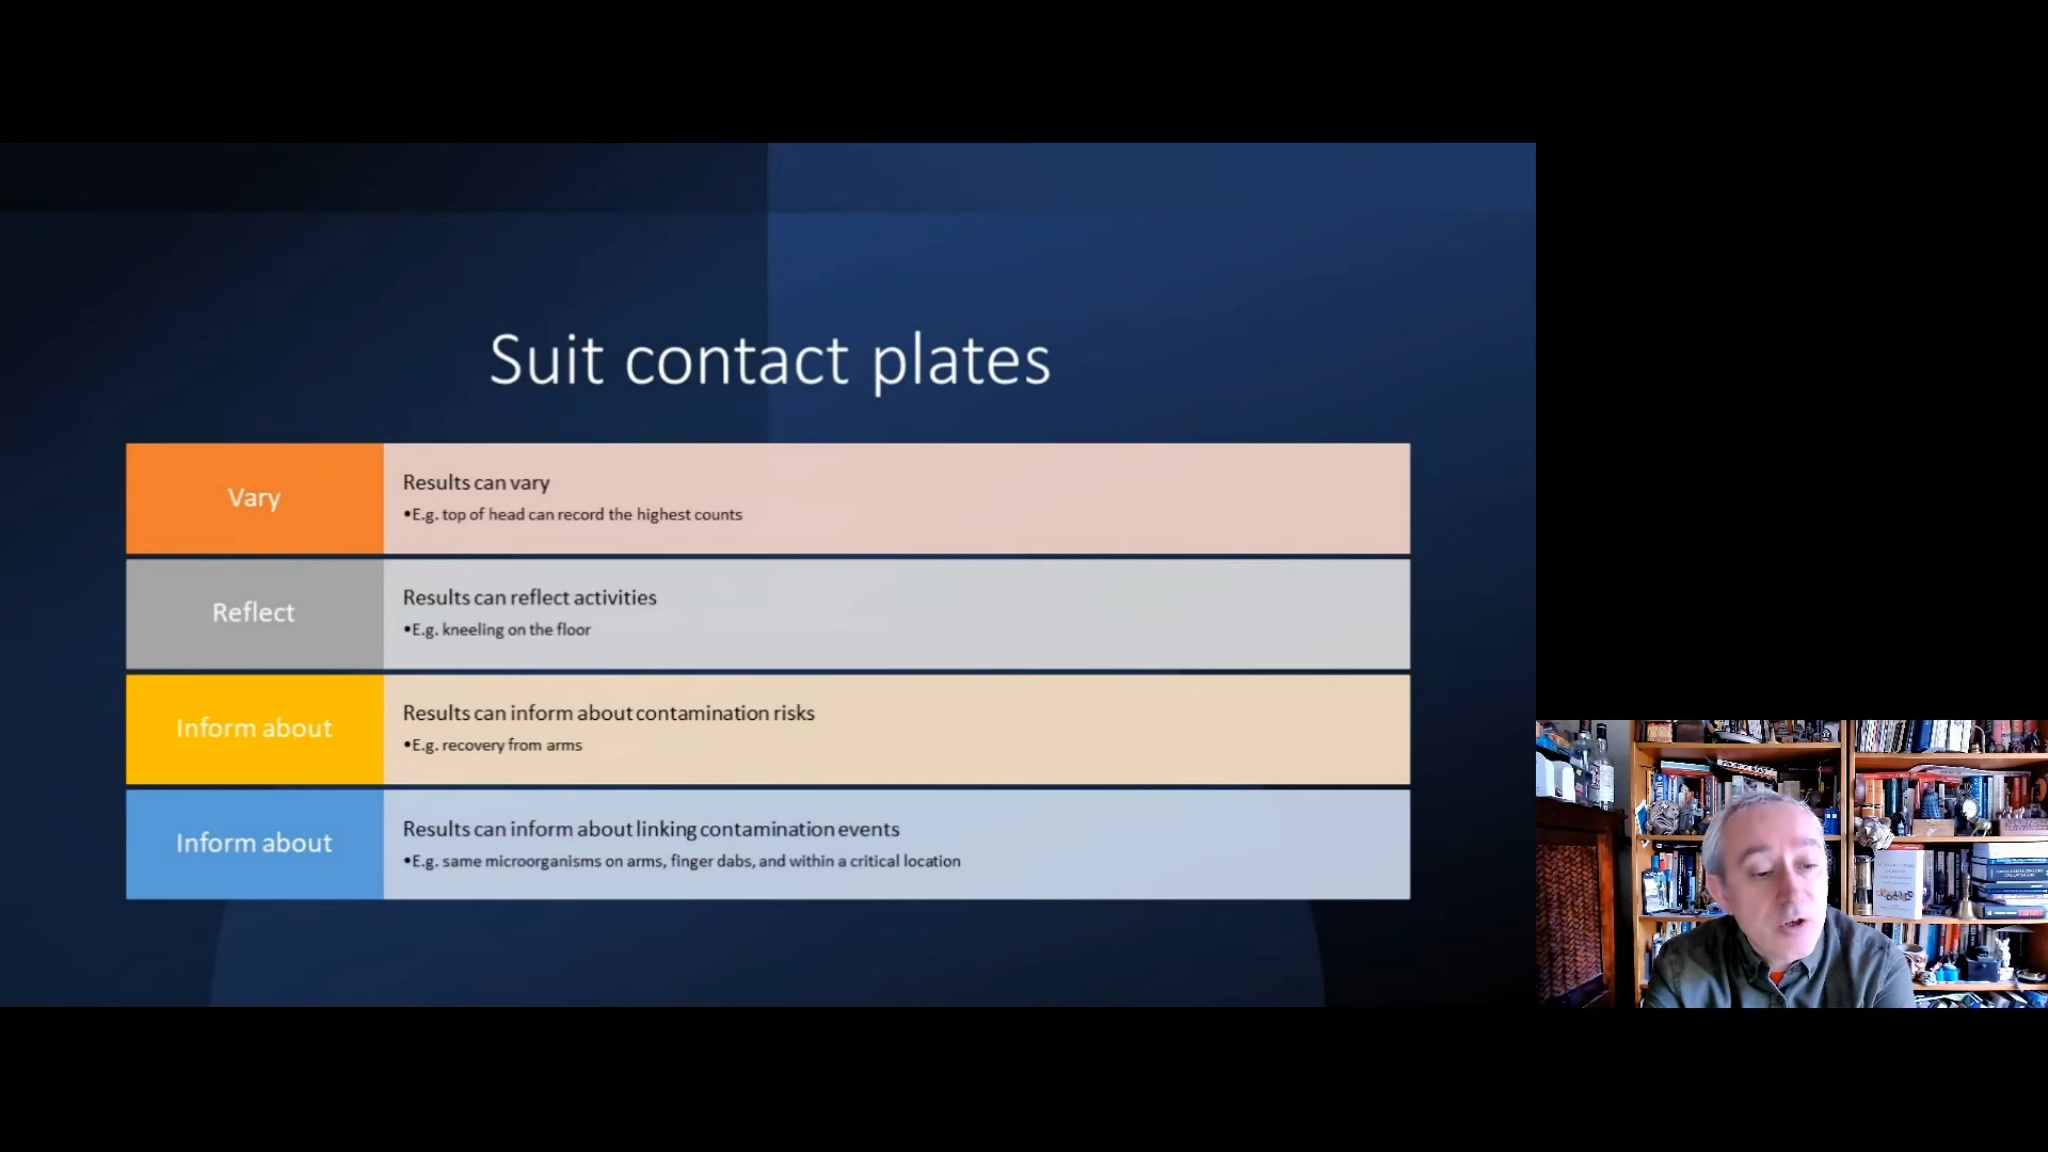 Suit contact plates
Vary
Results can vary
•E.g. top of head can record the highest counts
Reflect
Results can reflect activities
•E.g. kneeling on the floor
Inform about
Results can inform about contamination risks
•E.g. recovery from arms
Inform about
Results can inform about linking contamination events
•E.g. same microorganisms on arms, finger dabs, and within a critical location